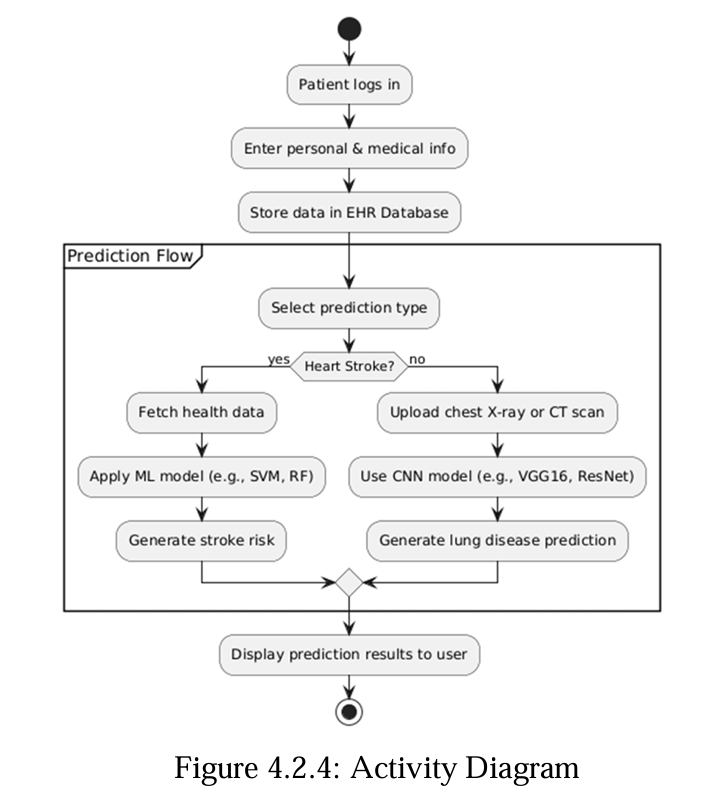 Patient logs in
Enter personal & medical info
Store data in EHR Database
Prediction Flow
Select prediction type
yes
Heart Stroke?
no
Fetch health data
Upload chest X-ray or CT scan
Apply ML model (e.g., SVM, RF)
Use CNN model (e.g., VGG16, ResNet)
Generate stroke risk
Generate lung disease prediction
Display prediction results to user
Figure 4.2.4: Activity Diagram